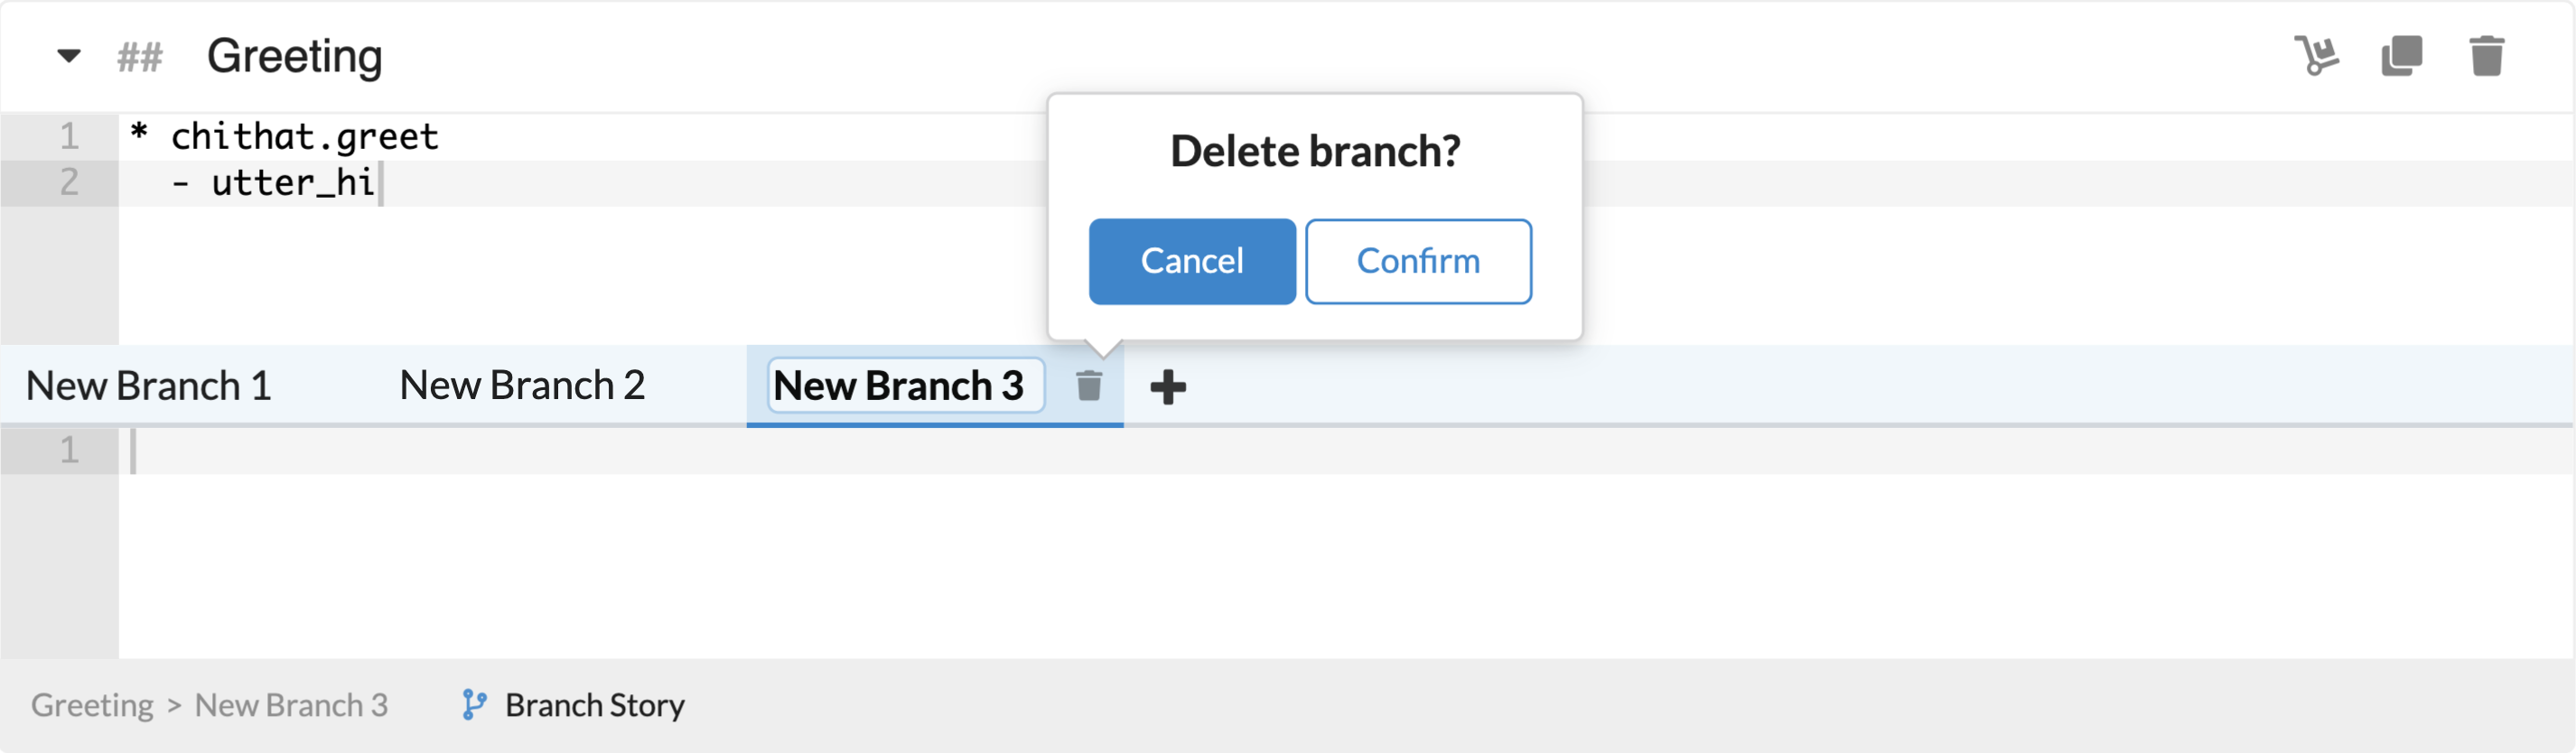 ## Greeting
1 * chithat.greet
2 - utter_hi
Delete branch?
Cancel Confirm
New Branch 1 New Branch 2 New Branch 3
1
Greeting > New Branch 3 Branch Story